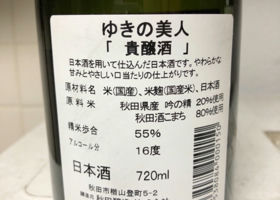 ゆきの美人
「 貴醸酒 」
日本酒を用いて仕込んだ日本酒です。やわらかな
甘みとやさしい口当たりの仕上がりです。
原材料名 米(国産)、米麹(国産米)、日本酒
原料米 秋田県産 吟の精 20%使用
秋田酒こまち 80%使用
精米歩合 55%
アルコール分 16度
日本酒 720ml
秋田市楢山登町5-2